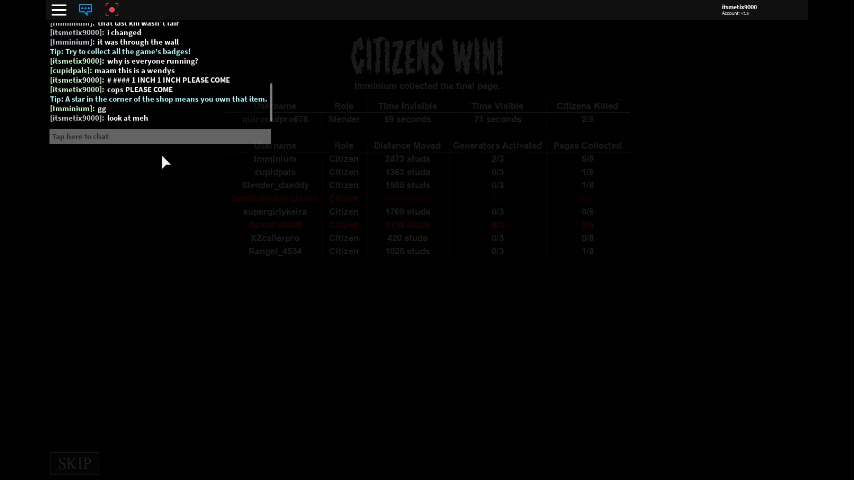 itsmetix9000
Account: <13
[Imminium]: that last kill wasn't fair
[itsmetix9000]: i changed
[Imminium]: it was through the wall
Tip: Try to collect all the game's badges!
[itsmetix9000]: why is everyone running?
[cupidpals]: maam this is a wendys
[itsmetix9000]: # #### 1 INCH 1 INCH PLEASE COME
[itsmetix9000]: cops PLEASE COME
Tip: A star in the corner of the shop means you own that item.
[Imminium]: gg
[itsmetix9000]: look at meh
Tap here to chat
CITIZENS WIN!
Imminium collected the final page.
Role Time Invisible Time Visible Citizens Killed
Slender 89 seconds 71 seconds 2/8
Username Role Distance Moved Generators Activated Pages Collected
Imminium Citizen 2473 studs 2/3 5/8
cupidpals Citizen 1363 studs 0/3 1/8
Slender_daeddy Citizen 1985 studs 0/3 1/8
supergirlykeira Citizen 1769 studs 0/3 0/8
XZcallerpro Citizen 420 studs 0/3 0/8
Rangel_4534 Citizen 1025 studs 0/3 1/8
SKIP